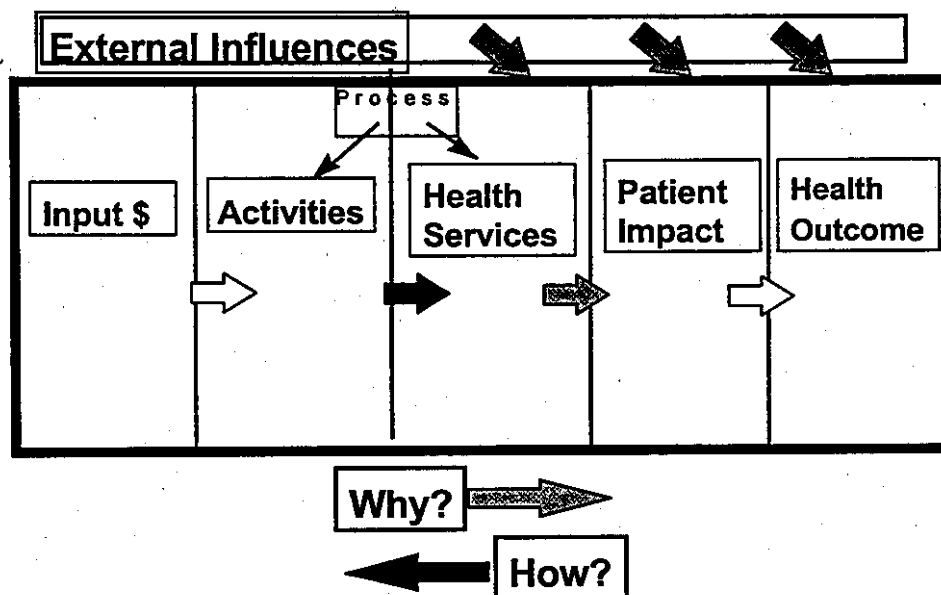 External Influences
Process
Input $
Activities
Health
Services
Patient
Impact
Health
Outcome
Why?
How?